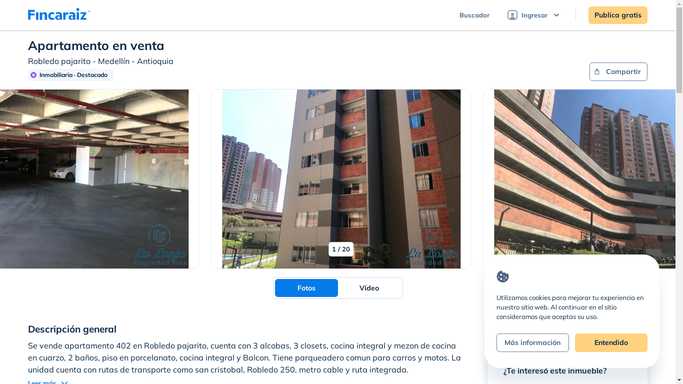 Fincaraiz
Buscador
Ingresar
Publica gratis
Apartamento en venta
Robledo pajarito - Medellín - Antioquia
Inmobiliaria · Destacado
Compartir
1 / 20
Fotos
Video
Descripción general
Se vende apartamento 402 en Robledo pajarito, cuenta con 3 alcobas, 3 closets, cocina integral y mezon de cocina
en cuarzo, 2 baños, piso en porcelanato, cocina integral y Balcon. Tiene parqueadero comun para carros y motos. La
unidad cuenta con rutas de transporte como san cristobal, Robledo 250, metro cable y ruta integrada.
Leer más
Utilizamos cookies para mejorar tu experiencia en
nuestro sitio web. Al continuar en el sitio
consideramos que aceptas su uso.
Más información
Entendido
¿Te interesó este inmueble?